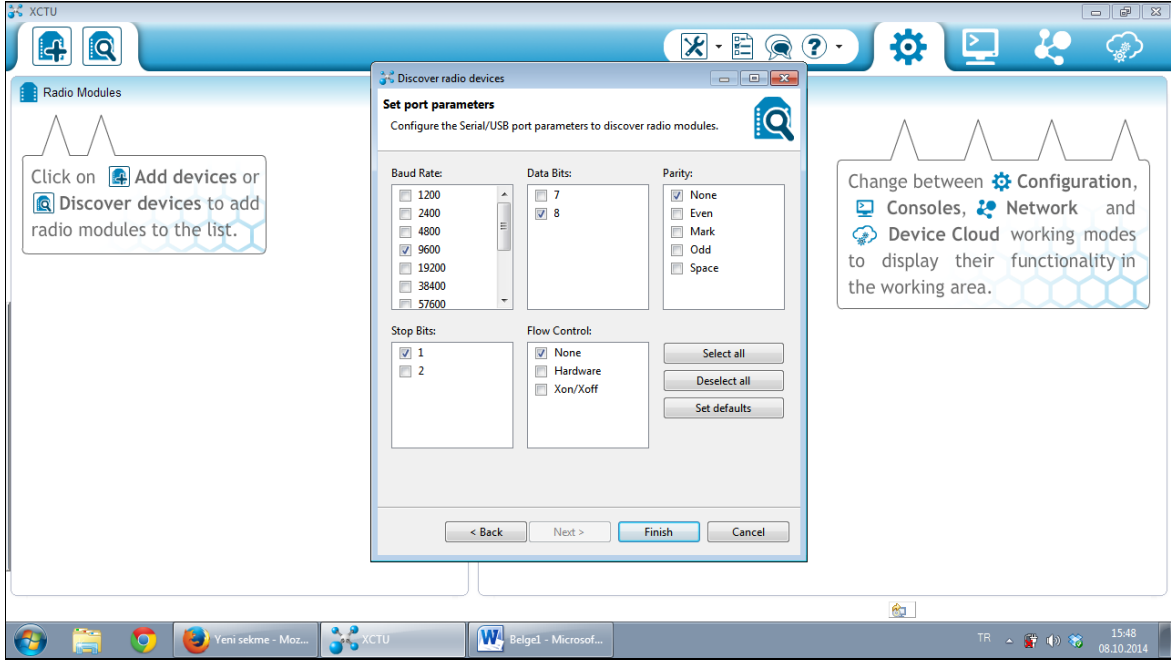 XCTU
Radio Modules
Click on Add devices or
Discover devices to add
radio modules to the list.
Discover radio devices
Set port parameters
Configure the Serial/USB port parameters to discover radio modules.
Baud Rate:
1200
2400
4800
9600
19200
38400
57600
Data Bits:
7
8
Parity:
None
Even
Mark
Odd
Space
Stop Bits:
1
2
Flow Control:
None
Hardware
Xon/Xoff
Select all
Deselect all
Set defaults
< Back
Next >
Finish
Cancel
Change between Configuration,
Consoles, Network and
Device Cloud working modes
to display their functionality in
the working area.
Yeni sekme - Moz...
XCTU
Belge1 - Microsof...
TR
15:48
08.10.2014